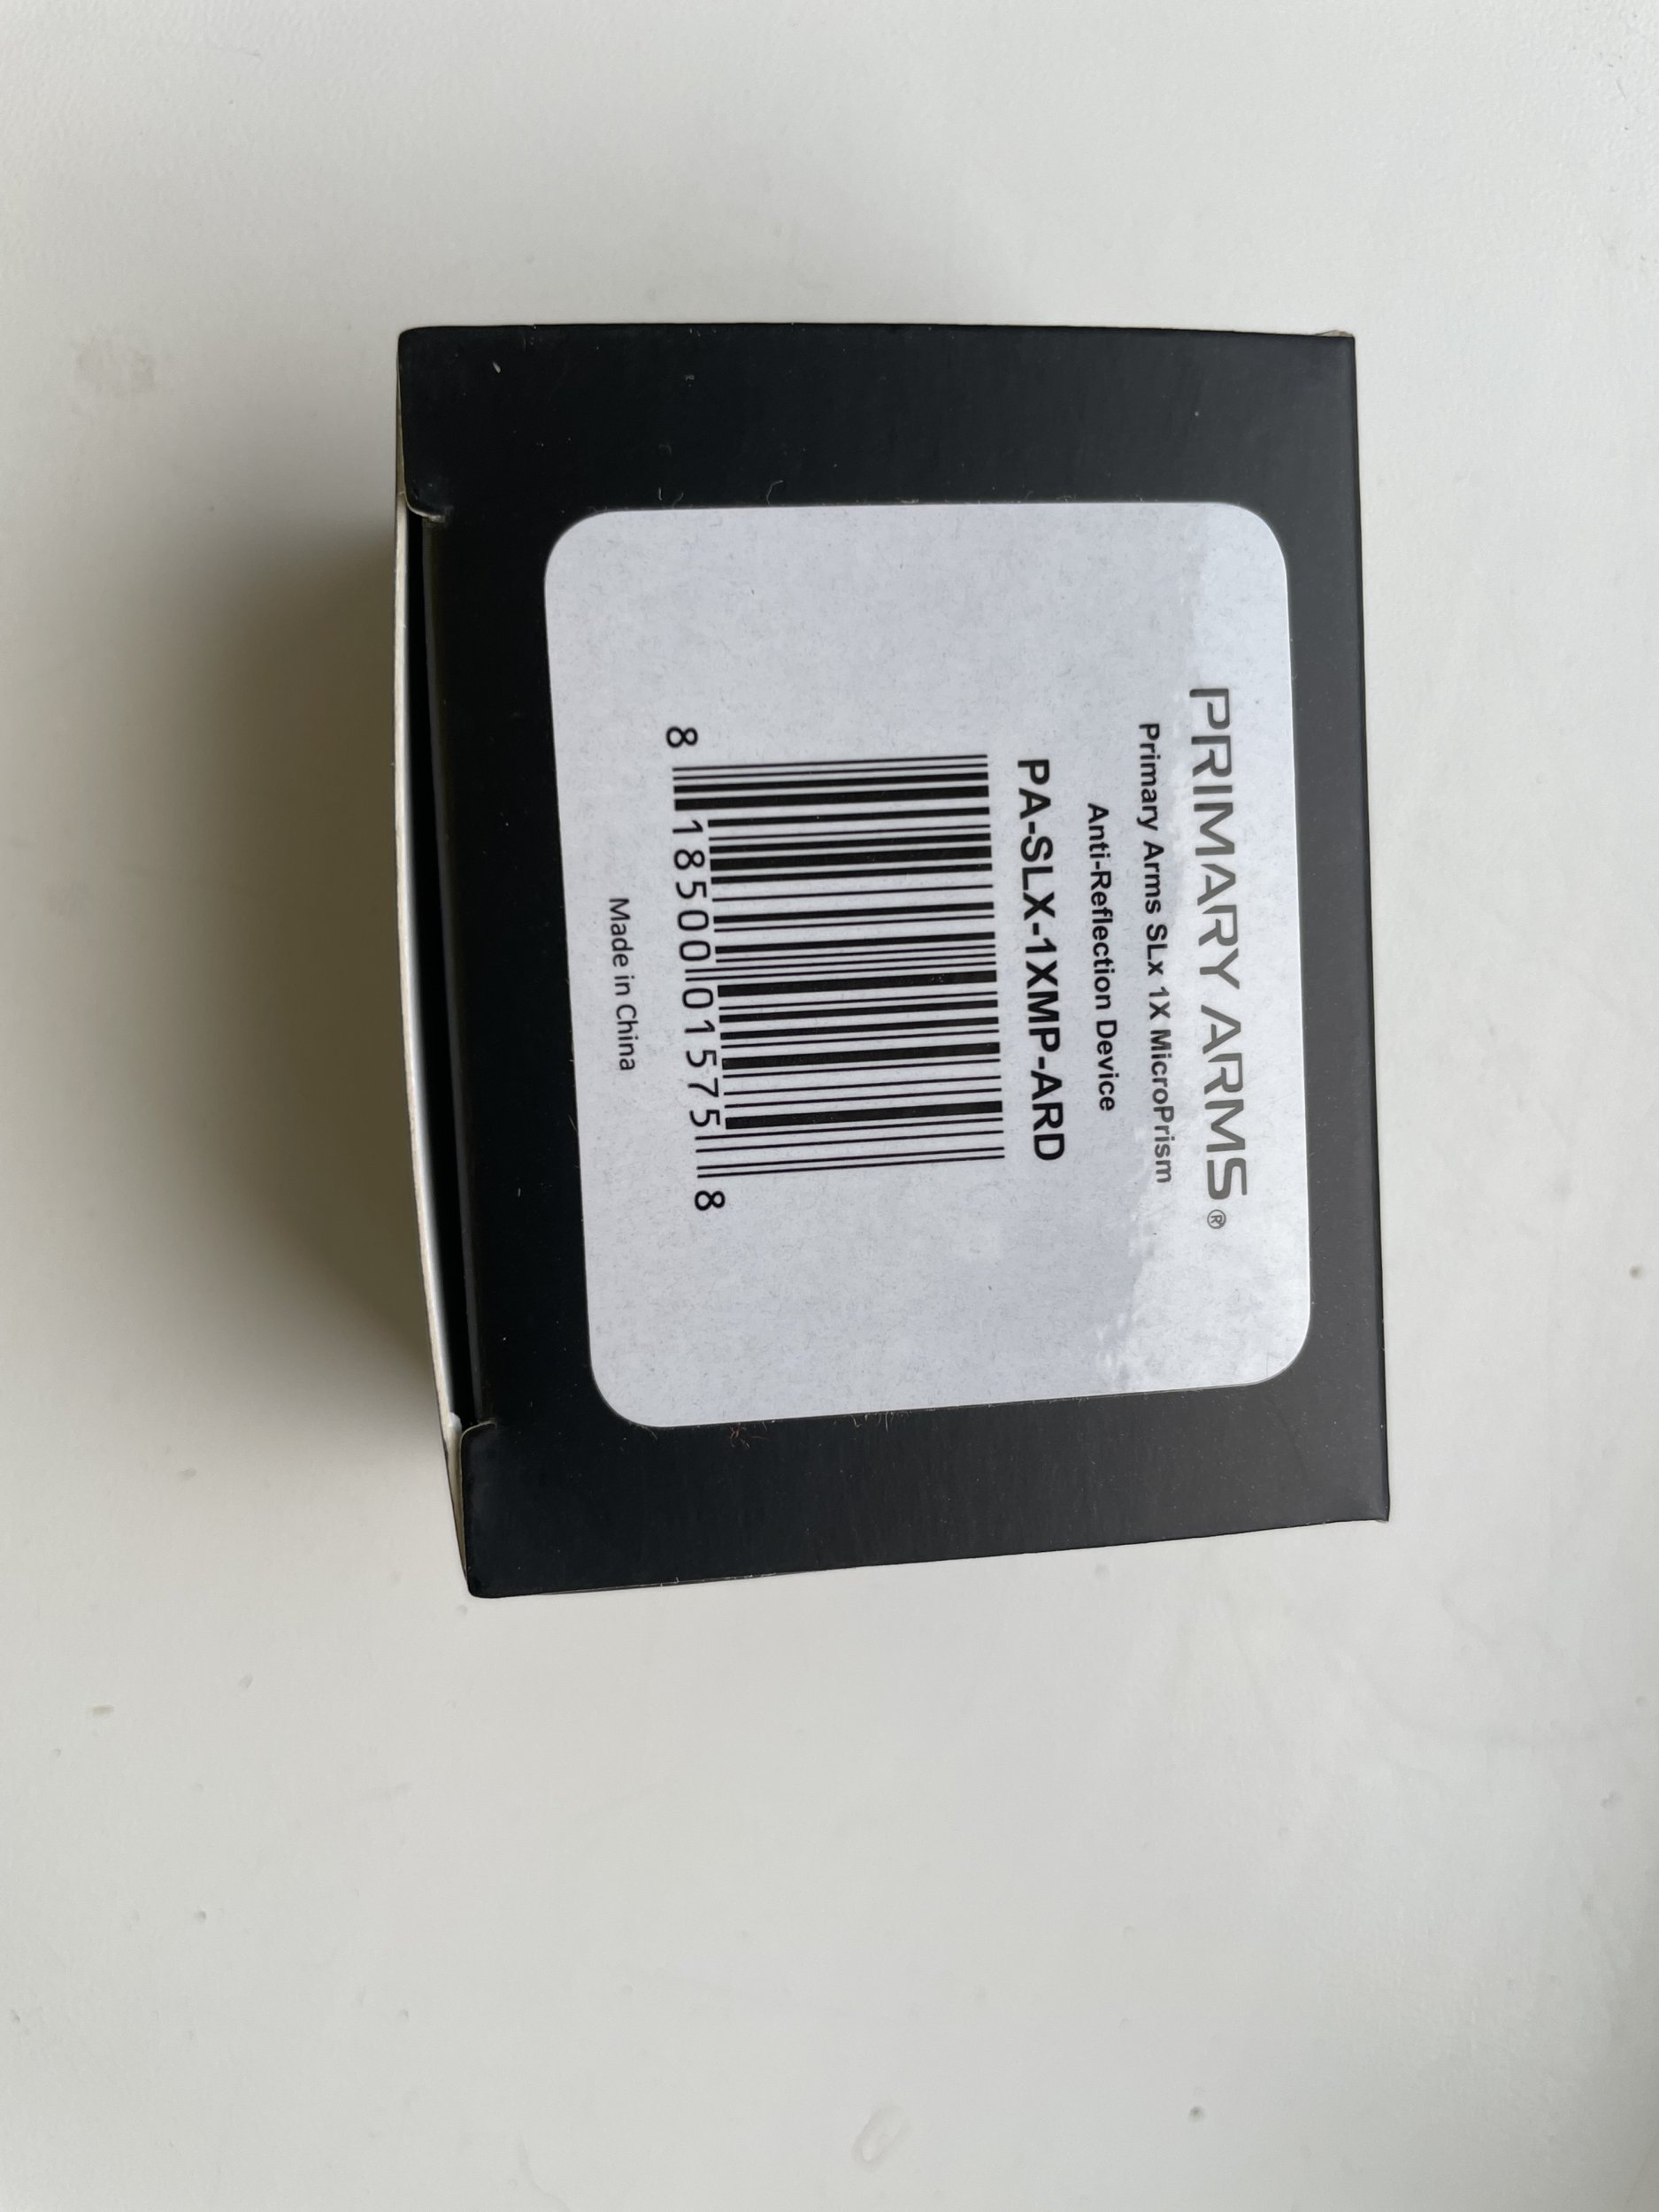 PRIMARY ARMS®
Primary Arms SLx 1X MicroPrism
Anti-Reflection Device
PA-SLX-1XMP-ARD
8 18500 01575 8
Made in China